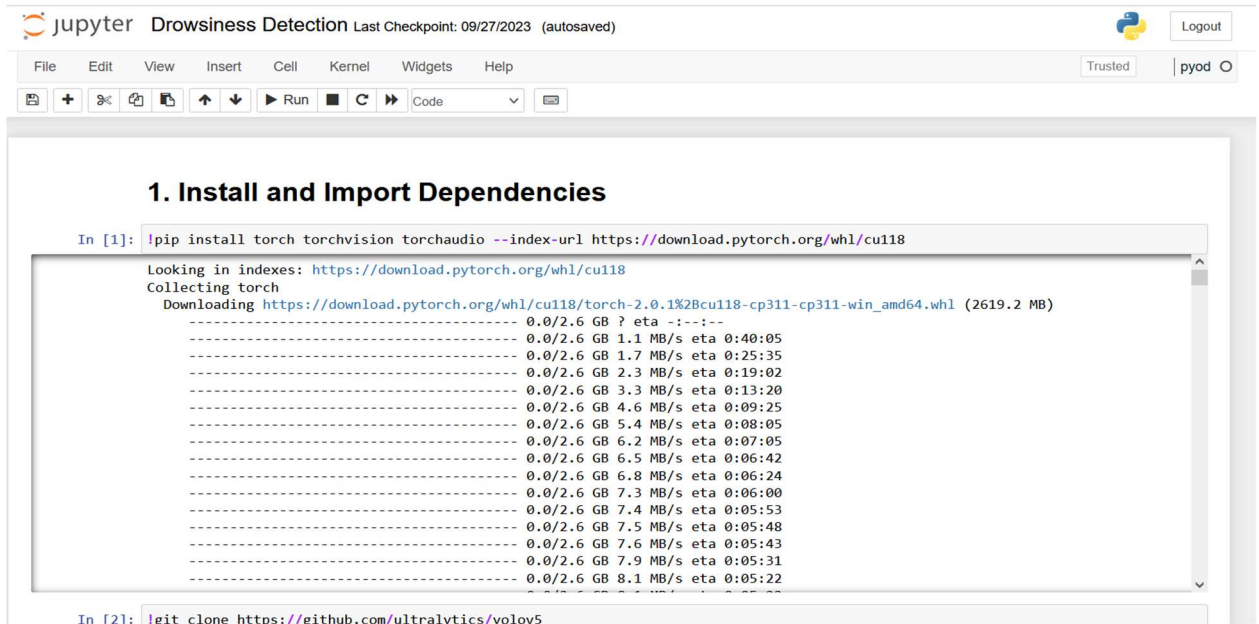 jupyter Drowsiness Detection Last Checkpoint: 09/27/2023 (autosaved)
Logout
File Edit View Insert Cell Kernel Widgets Help
Trusted
pyod
Run
Code
1. Install and Import Dependencies
In [1]: !pip install torch torchvision torchaudio --index-url https://download.pytorch.org/whl/cu118
Looking in indexes: https://download.pytorch.org/whl/cu118
Collecting torch
Downloading https://download.pytorch.org/whl/cu118/torch-2.0.1%2Bcu118-cp311-cp311-win_amd64.whl (2619.2 MB)
---------------------------------------- 0.0/2.6 GB ? eta -:--:--
---------------------------------------- 0.0/2.6 GB 1.1 MB/s eta 0:40:05
---------------------------------------- 0.0/2.6 GB 1.7 MB/s eta 0:25:35
---------------------------------------- 0.0/2.6 GB 2.3 MB/s eta 0:19:02
---------------------------------------- 0.0/2.6 GB 3.3 MB/s eta 0:13:20
---------------------------------------- 0.0/2.6 GB 4.6 MB/s eta 0:09:25
---------------------------------------- 0.0/2.6 GB 5.4 MB/s eta 0:08:05
---------------------------------------- 0.0/2.6 GB 6.2 MB/s eta 0:07:05
---------------------------------------- 0.0/2.6 GB 6.5 MB/s eta 0:06:42
---------------------------------------- 0.0/2.6 GB 6.8 MB/s eta 0:06:24
---------------------------------------- 0.0/2.6 GB 7.3 MB/s eta 0:06:00
---------------------------------------- 0.0/2.6 GB 7.4 MB/s eta 0:05:53
---------------------------------------- 0.0/2.6 GB 7.5 MB/s eta 0:05:48
---------------------------------------- 0.0/2.6 GB 7.6 MB/s eta 0:05:43
---------------------------------------- 0.0/2.6 GB 7.9 MB/s eta 0:05:31
---------------------------------------- 0.0/2.6 GB 8.1 MB/s eta 0:05:22
In [2]: !git clone https://github.com/ultralytics/yolov5